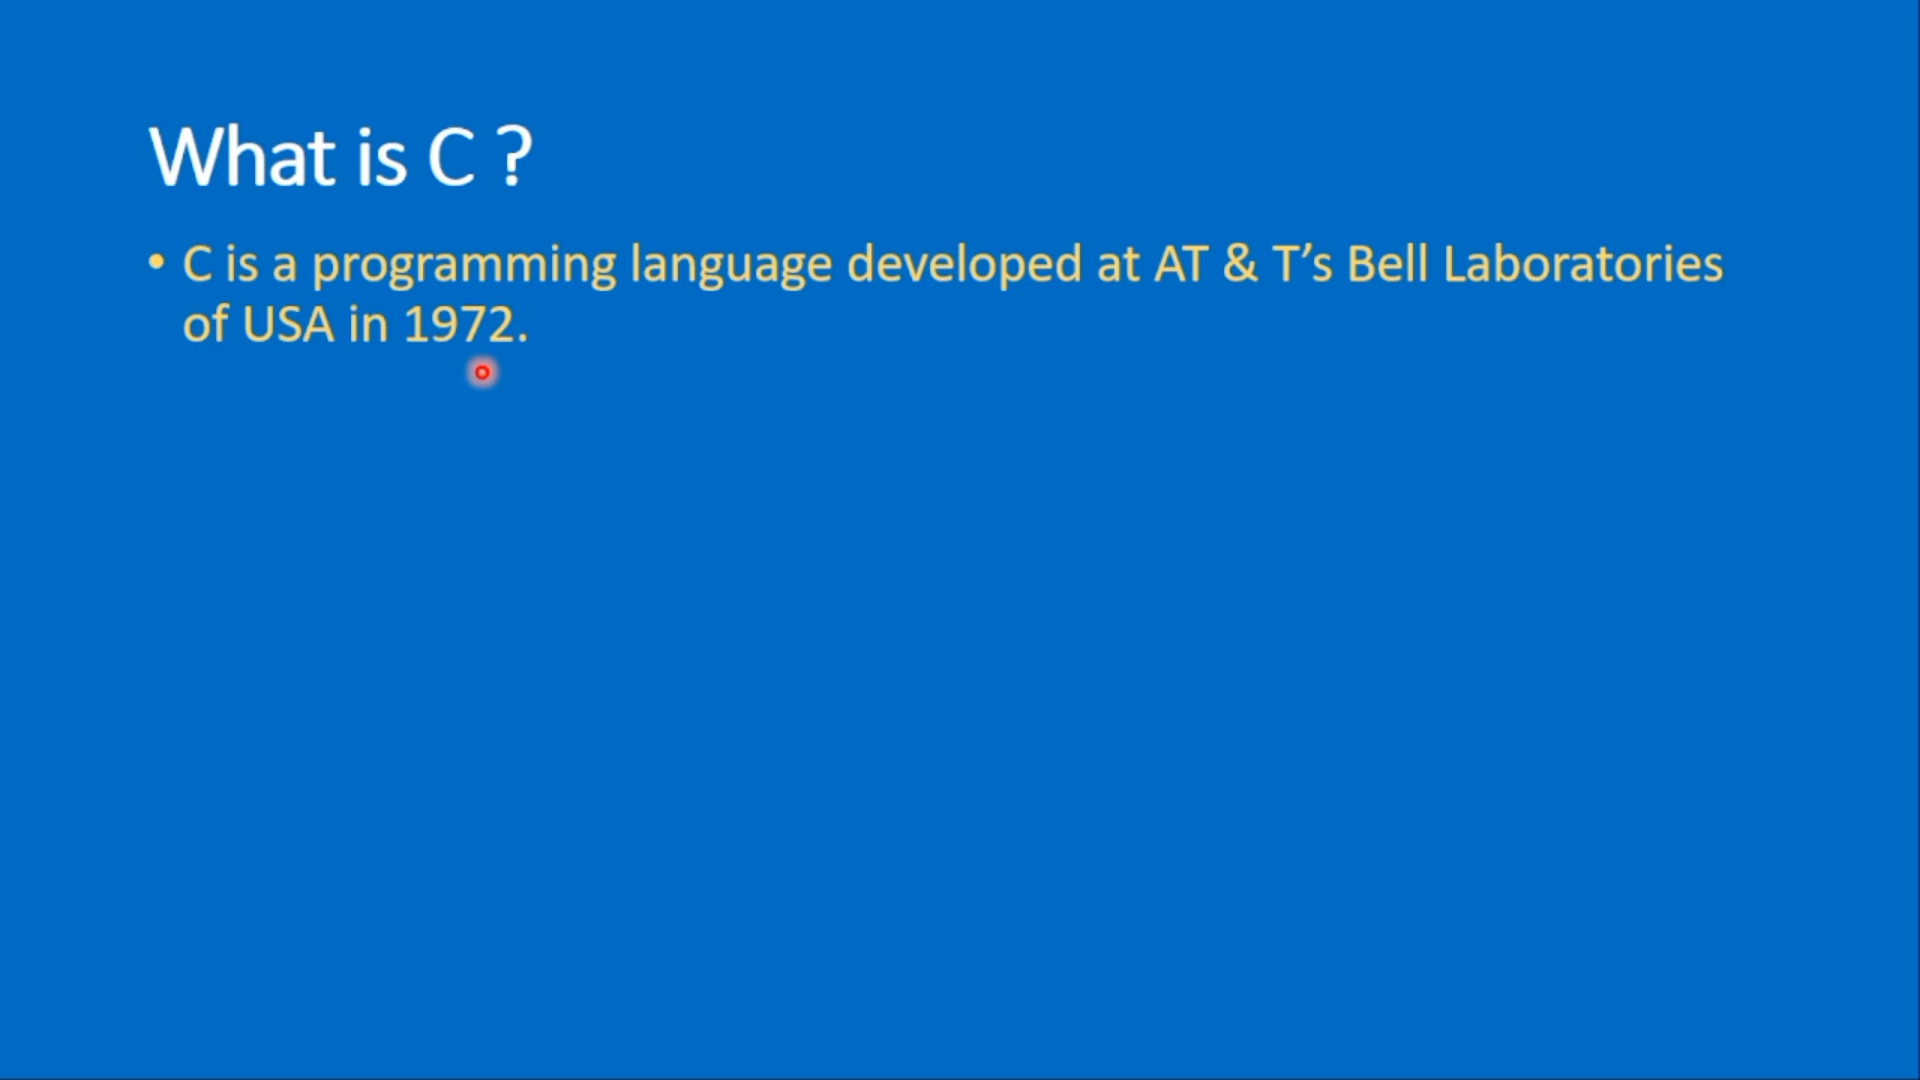 What is C ?
• C is a programming language developed at AT & T’s Bell Laboratories
of USA in 1972.